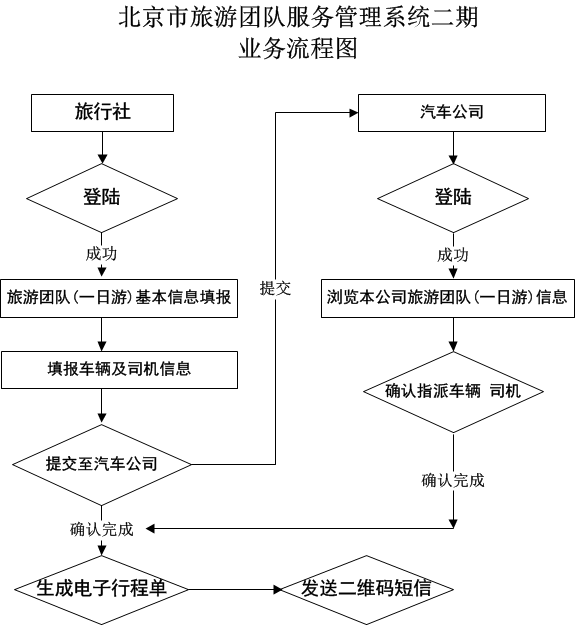 北京市旅游团队服务管理系统二期
业务流程图
旅行社
登陆
成功
旅游团队(一日游)基本信息填报
填报车辆及司机信息
提交至汽车公司
提交
汽车公司
登陆
成功
浏览本公司旅游团队(一日游)信息
确认指派车辆 司机
确认完成
确认完成
生成电子行程单
发送二维码短信